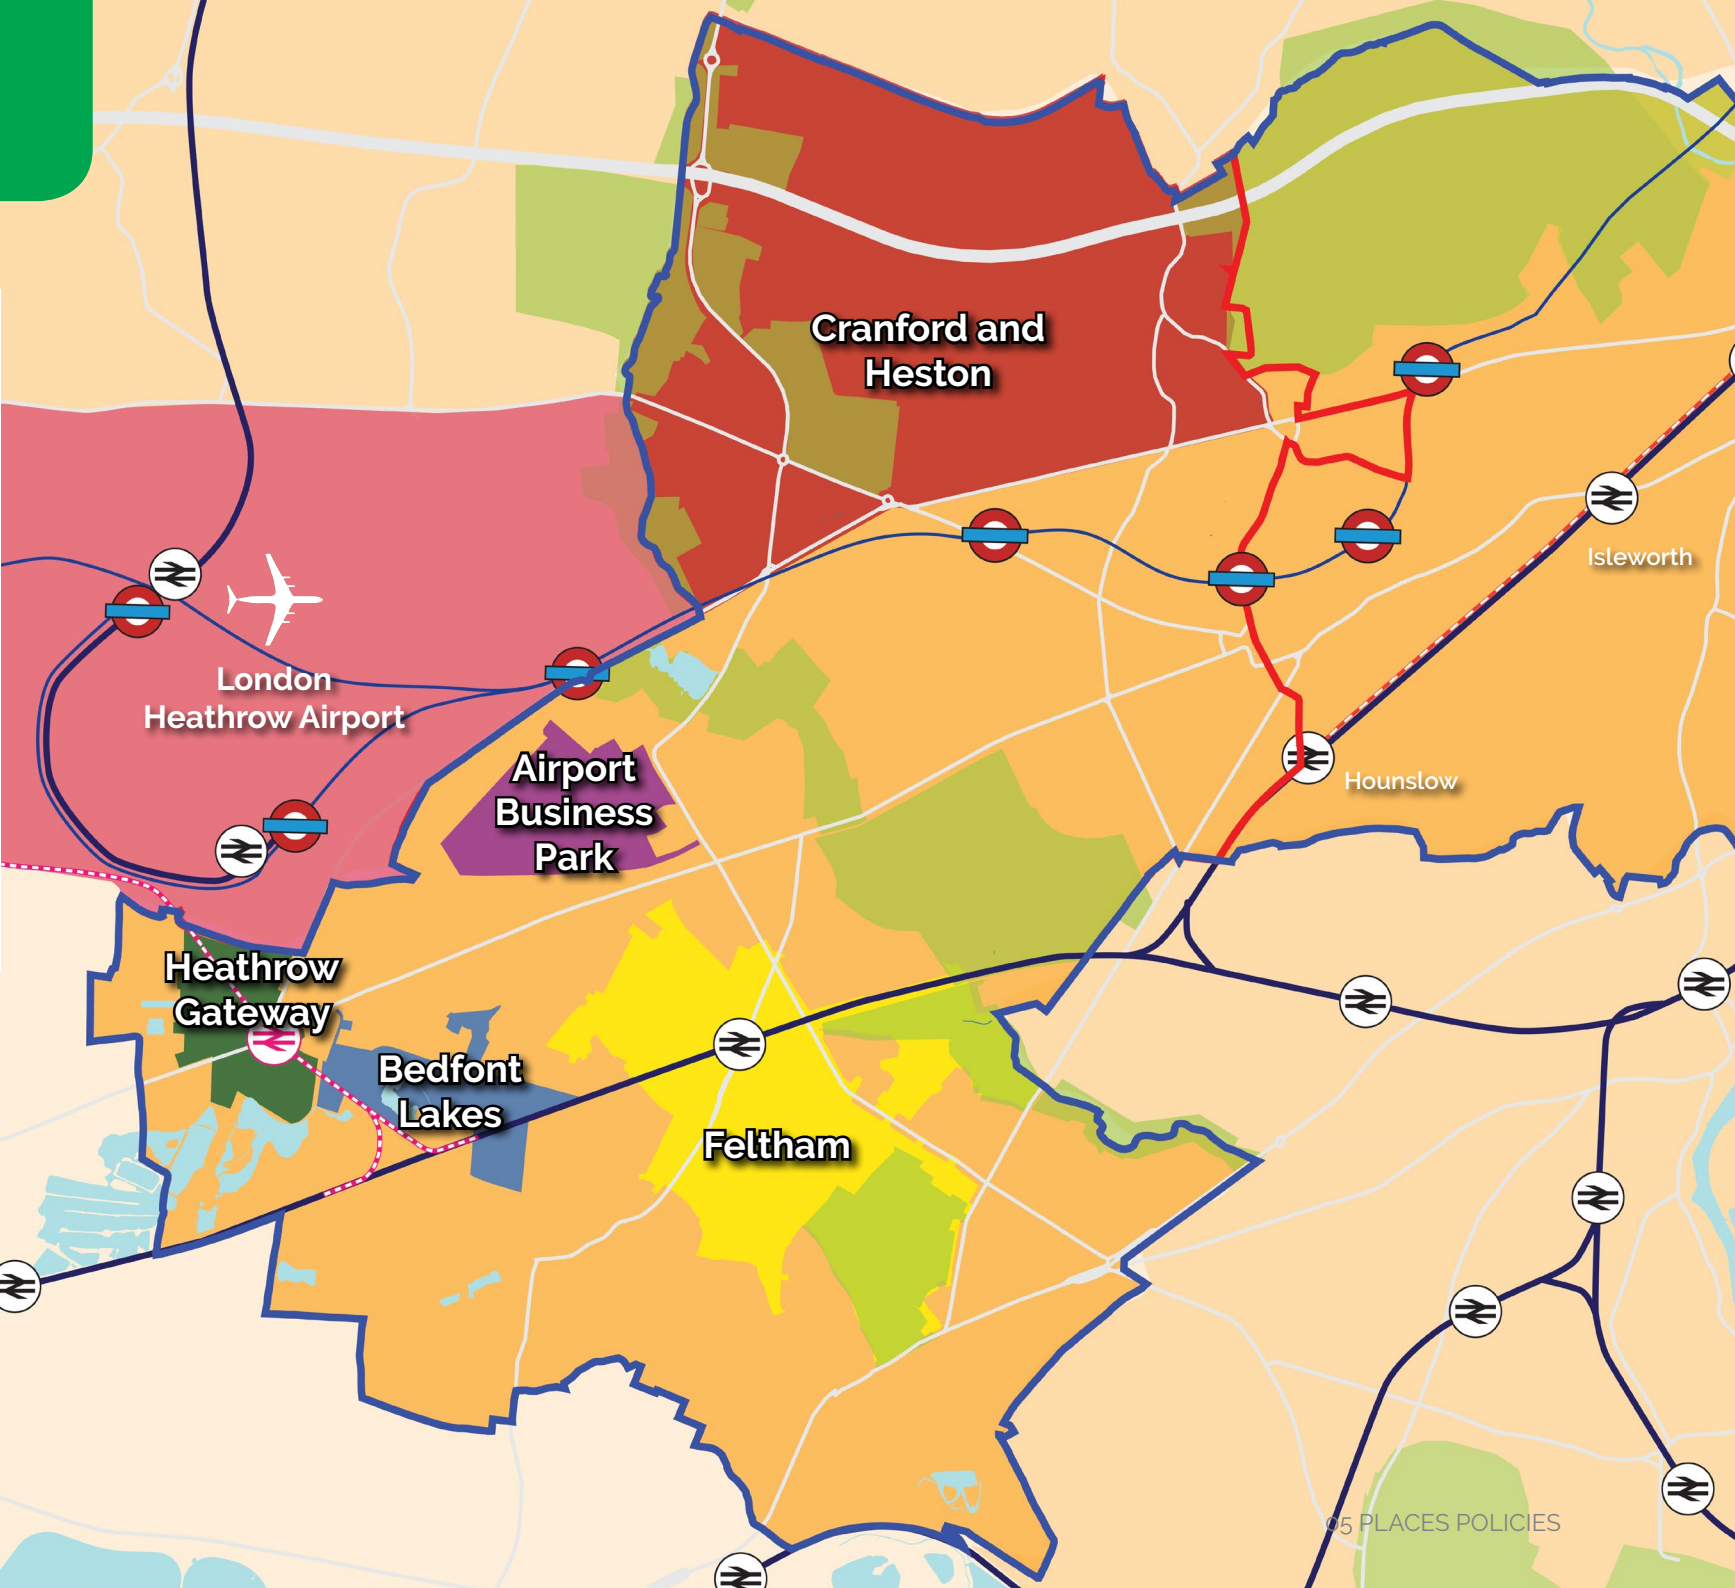 Cranford and
Heston
Isleworth
London
Heathrow Airport
Airport
Business
Park
Hounslow
Heathrow
Gateway
Bedfont
Lakes
Feltham
05 PLACES POLICIES